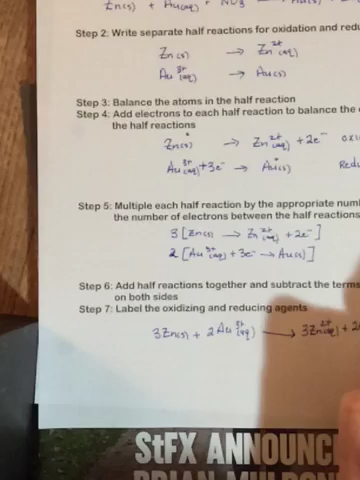 Zn(s) + Au(aq) + NO3
Step 2: Write separate half reactions for oxidation and
Zn(s) → Zn²⁺(aq)
Au³⁺(aq) → Au(s)
Step 3: Balance the atoms in the half reaction
Step 4: Add electrons to each half reaction to balance the
the half reactions
Zn(s) → Zn²⁺(aq) + 2e⁻
Au³⁺(aq) + 3e⁻ → Au(s)
Step 5: Multiple each half reaction by the appropriate
the number of electrons between the half reactions
3[Zn(s) → Zn²⁺(aq) + 2e⁻]
2[Au³⁺(aq) + 3e⁻ → Au(s)]
Step 6: Add half reactions together and subtract the terms
on both sides
Step 7: Label the oxidizing and reducing agents
3Zn(s) + 2Au³⁺(aq) → 3Zn²⁺(aq) + 2
StFX